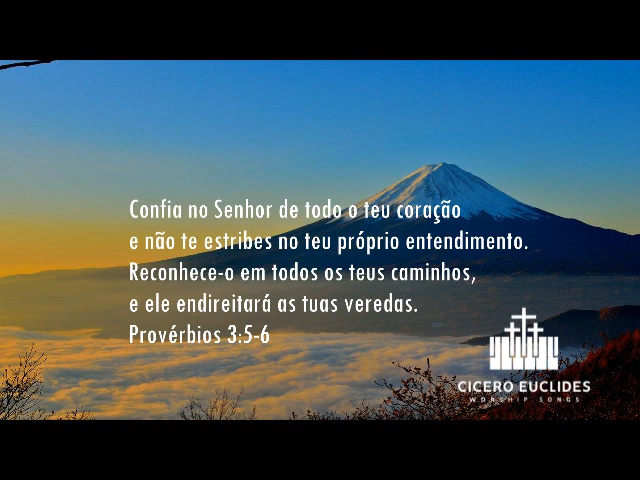 Confia no Senhor de todo o teu coração
e não te estribes no teu próprio entendimento.
Reconhece-o em todos os teus caminhos,
e ele endireitará as tuas veredas.
Provérbios 3:5-6
CICERO EUCLIDES
WORSHIP SONGS